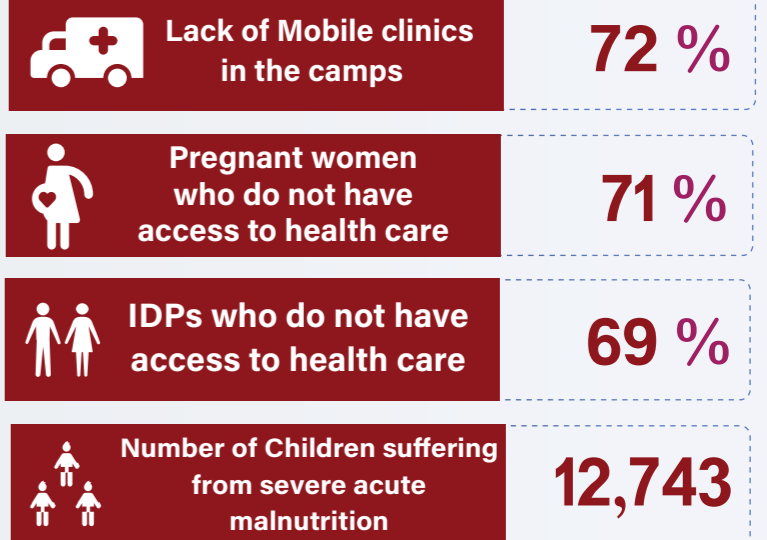 Lack of Mobile clinics
in the camps
72 %
Pregnant women
who do not have
access to health care
71 %
IDPs who do not have
access to health care
69 %
Number of Children suffering
from severe acute
malnutrition
12,743